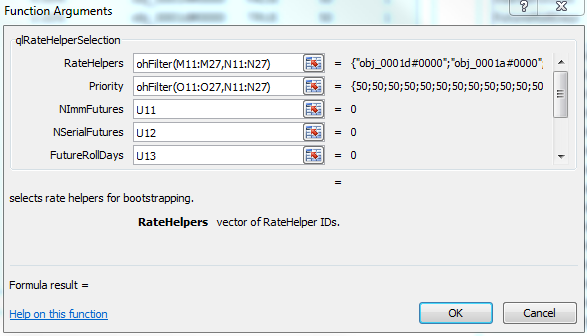 Function Arguments
qlRateHelperSelection
RateHelpers ohFilter(M11:M27,N11:N27) = {"obj_0001d#0000";"obj_0001a#0000";
Priority ohFilter(O11:O27,N11:N27) = {50;50;50;50;50;50;50;50;50;50;50
NImmFutures U11 = 0
NSerialFutures U12 = 0
FutureRollDays U13 = 0
=
selects rate helpers for bootstrapping.
RateHelpers vector of RateHelper IDs.
Formula result =
Help on this function
OK Cancel